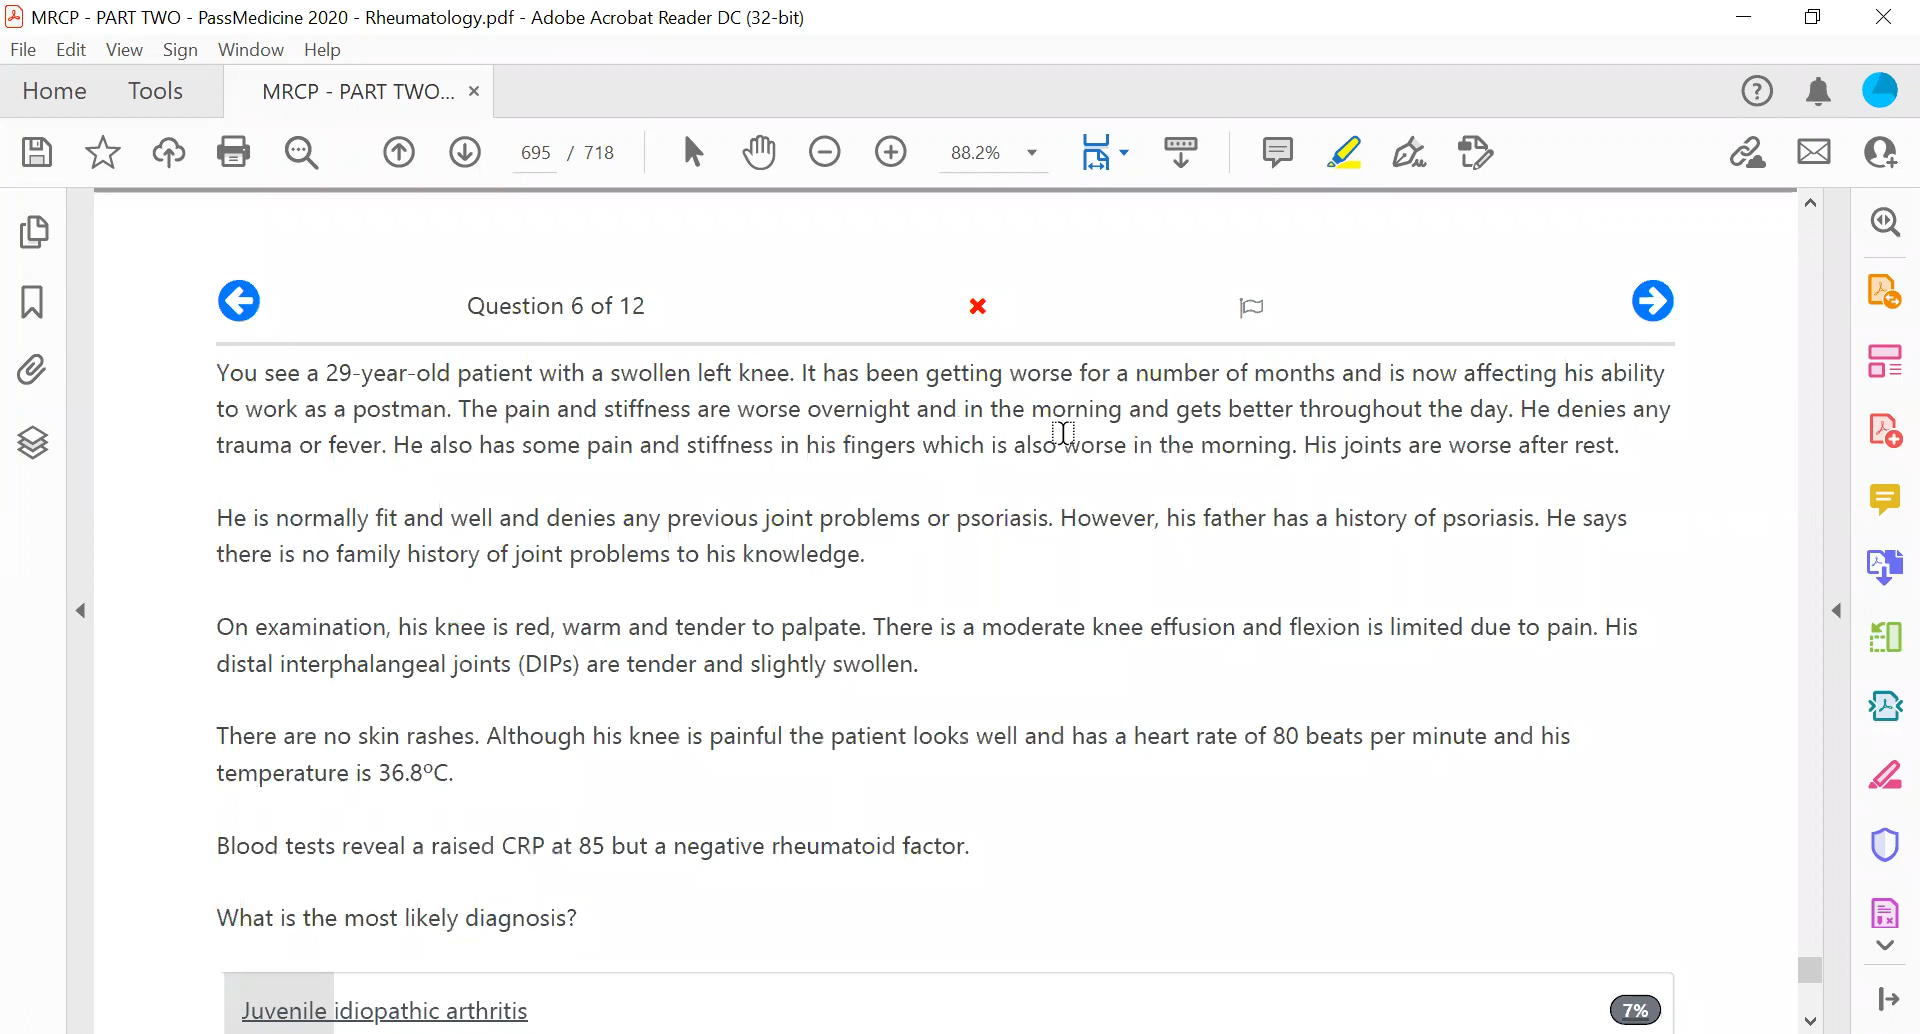 MRCP - PART TWO - PassMedicine 2020 - Rheumatology.pdf - Adobe Acrobat Reader DC (32-bit)
File Edit View Sign Window Help
Home Tools MRCP - PART TWO... ×
695 / 718 88.2%
Question 6 of 12
You see a 29-year-old patient with a swollen left knee. It has been getting worse for a number of months and is now affecting his ability
to work as a postman. The pain and stiffness are worse overnight and in the morning and gets better throughout the day. He denies any
trauma or fever. He also has some pain and stiffness in his fingers which is also worse in the morning. His joints are worse after rest.
He is normally fit and well and denies any previous joint problems or psoriasis. However, his father has a history of psoriasis. He says
there is no family history of joint problems to his knowledge.
On examination, his knee is red, warm and tender to palpate. There is a moderate knee effusion and flexion is limited due to pain. His
distal interphalangeal joints (DIPs) are tender and slightly swollen.
There are no skin rashes. Although his knee is painful the patient looks well and has a heart rate of 80 beats per minute and his
temperature is 36.8ºC.
Blood tests reveal a raised CRP at 85 but a negative rheumatoid factor.
What is the most likely diagnosis?
Juvenile idiopathic arthritis 7%